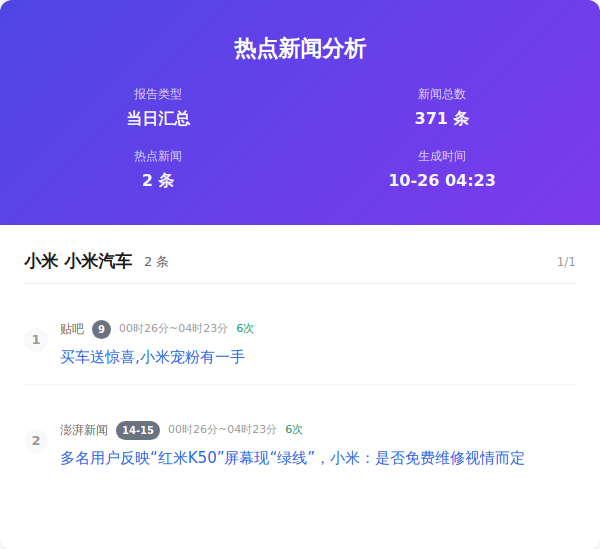 热点新闻分析
报告类型 新闻总数
当日汇总 371 条
热点新闻 生成时间
2 条 10-26 04:23
小米 小米汽车 2 条 1/1
1 贴吧 9 00时26分~04时23分 6次
买车送惊喜,小米宠粉有一手
2 澎湃新闻 14-15 00时26分~04时23分 6次
多名用户反映“红米K50”屏幕现“绿线”，小米：是否免费维修视情而定